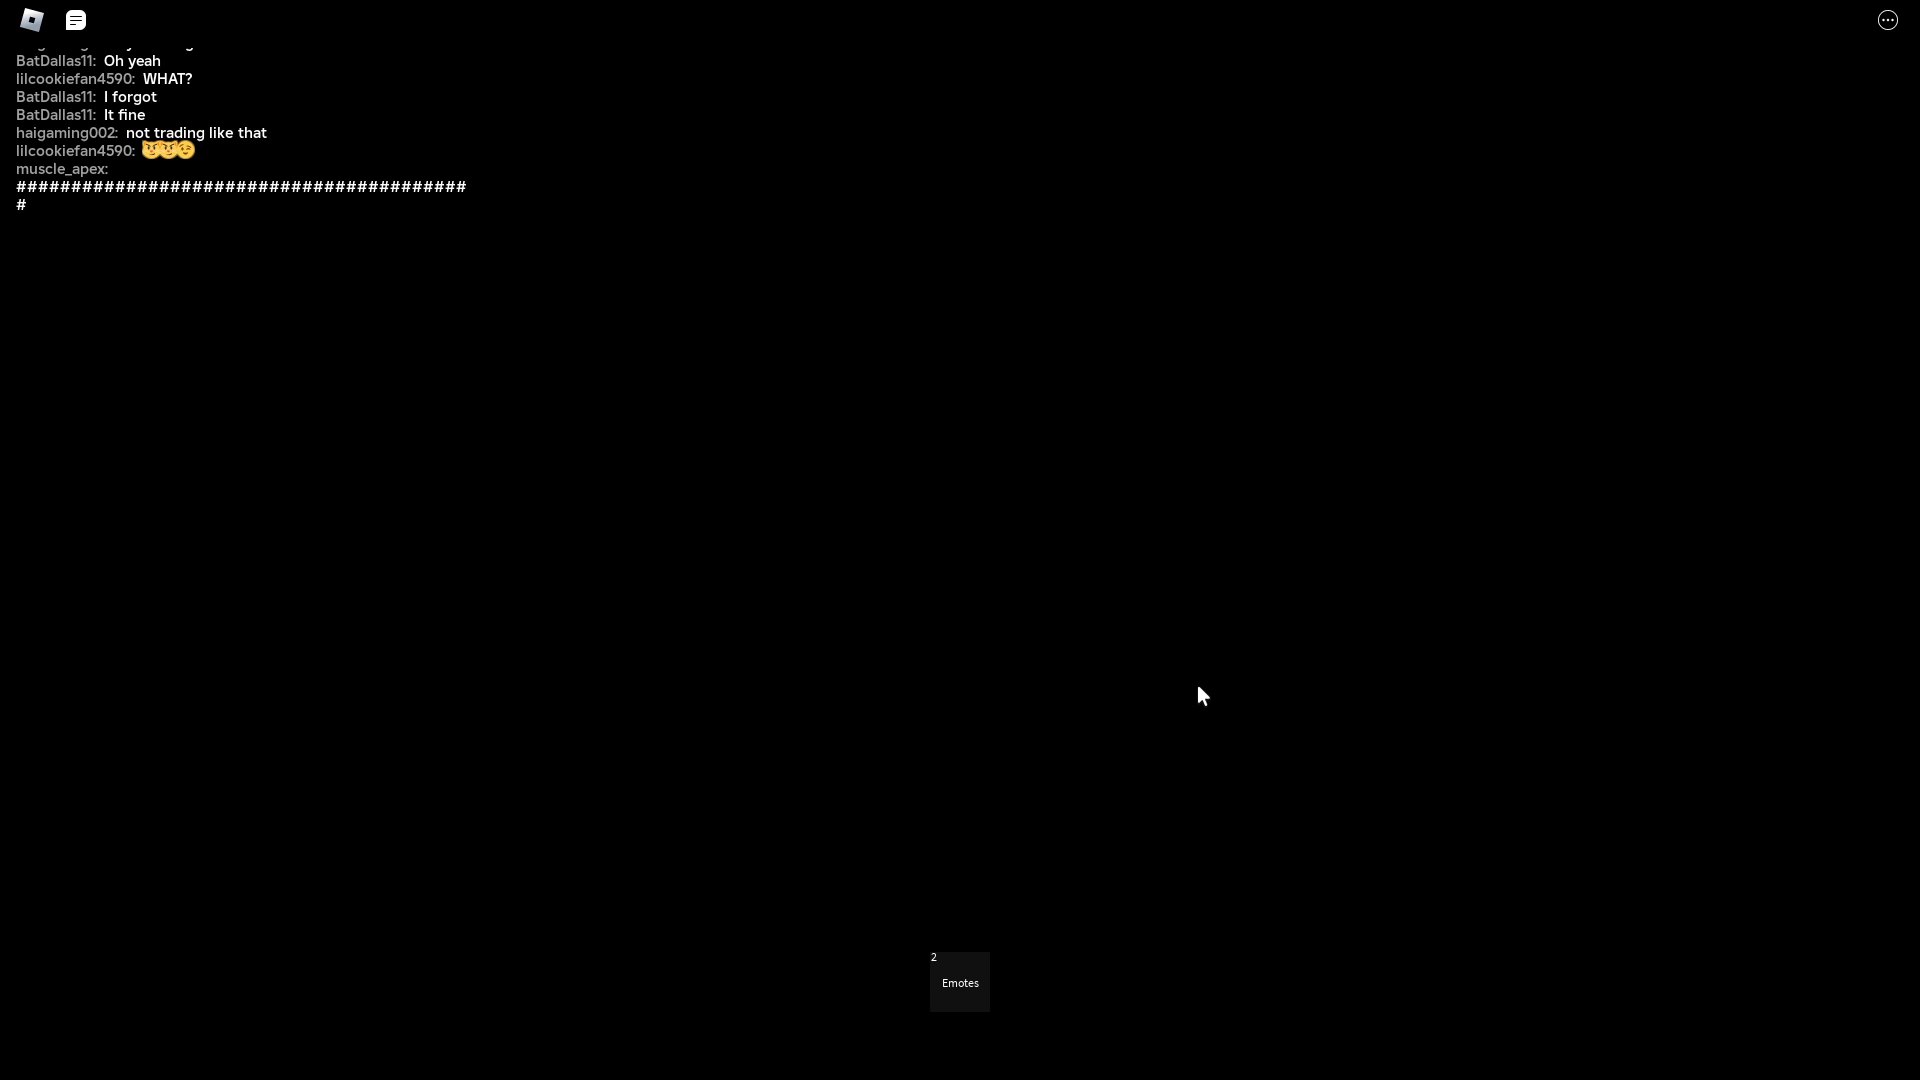 BatDallas11: Oh yeah
lilcookiefan4590: WHAT?
BatDallas11: I forgot
BatDallas11: It fine
haigaming002: not trading like that
lilcookiefan4590: 😼😼😉
muscle_apex:
#########################################
#
2
Emotes